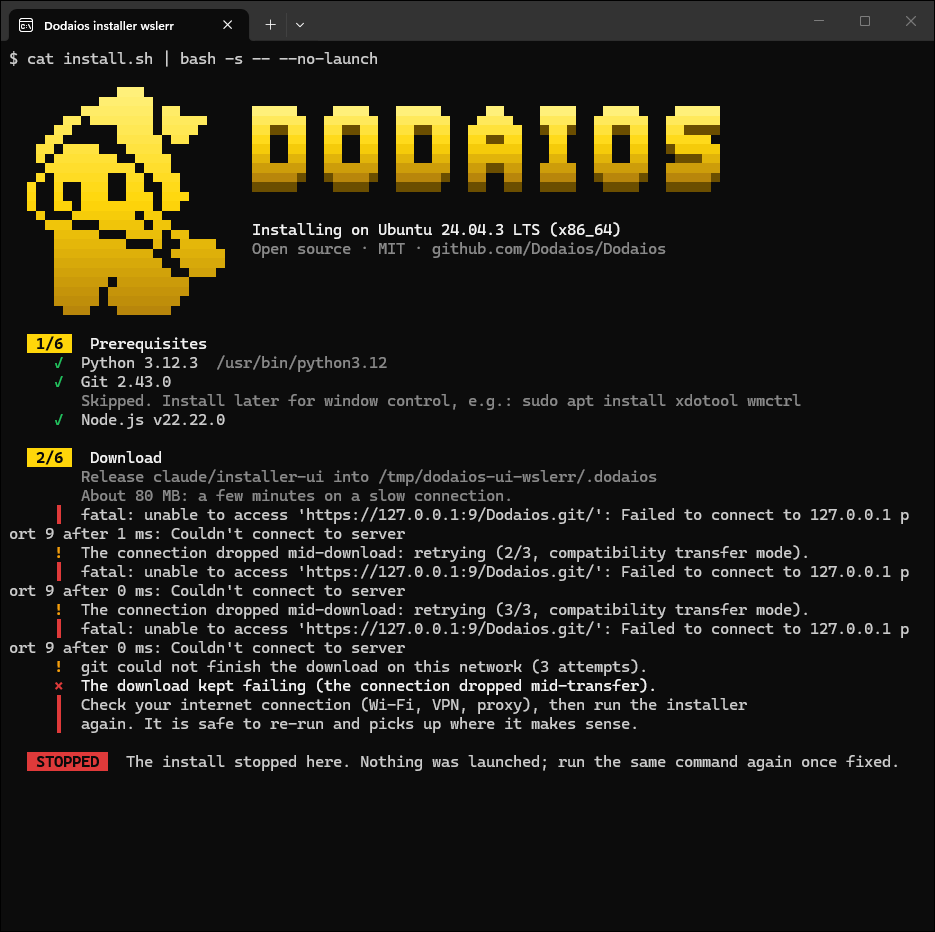 Dodaios installer wslerr
$ cat install.sh | bash -s -- --no-launch
DODAIOS
Installing on Ubuntu 24.04.3 LTS (x86_64)
Open source · MIT · github.com/Dodaios/Dodaios
1/6 Prerequisites
✓ Python 3.12.3 /usr/bin/python3.12
✓ Git 2.43.0
Skipped. Install later for window control, e.g.: sudo apt install xdotool wmctrl
✓ Node.js v22.22.0
2/6 Download
Release claude/installer-ui into /tmp/dodaios-ui-wslerr/.dodaios
About 80 MB: a few minutes on a slow connection.
fatal: unable to access 'https://127.0.0.1:9/Dodaios.git/': Failed to connect to 127.0.0.1 p
ort 9 after 1 ms: Couldn't connect to server
! The connection dropped mid-download: retrying (2/3, compatibility transfer mode).
fatal: unable to access 'https://127.0.0.1:9/Dodaios.git/': Failed to connect to 127.0.0.1 p
ort 9 after 0 ms: Couldn't connect to server
! The connection dropped mid-download: retrying (3/3, compatibility transfer mode).
fatal: unable to access 'https://127.0.0.1:9/Dodaios.git/': Failed to connect to 127.0.0.1 p
ort 9 after 0 ms: Couldn't connect to server
! git could not finish the download on this network (3 attempts).
× The download kept failing (the connection dropped mid-transfer).
Check your internet connection (Wi-Fi, VPN, proxy), then run the installer
again. It is safe to re-run and picks up where it makes sense.
STOPPED The install stopped here. Nothing was launched; run the same command again once fixed.